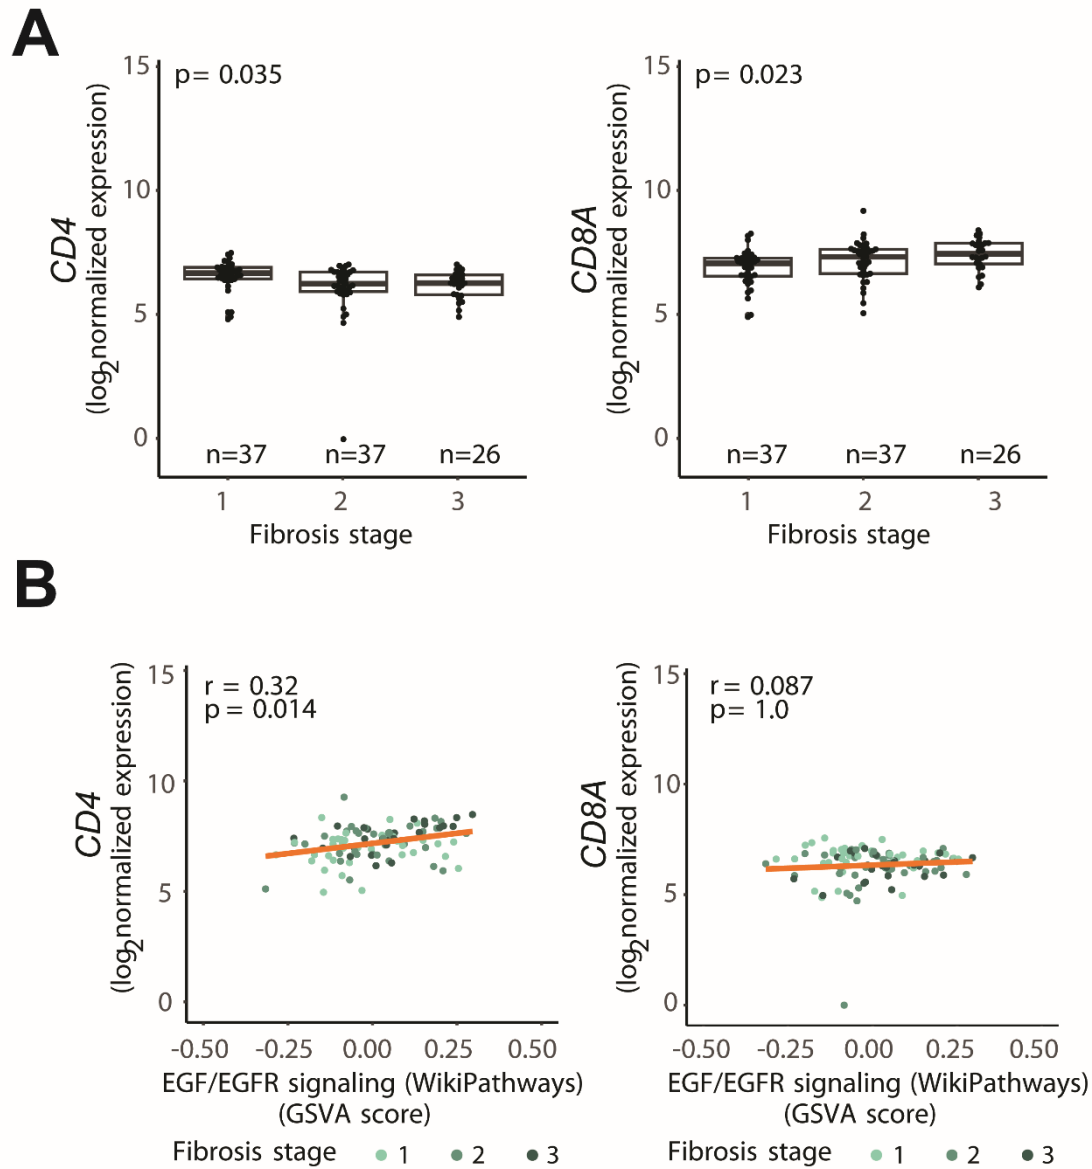 A
CD4
(log2normalized expression)
15
10
5
0
p= 0.035
n=37 n=37 n=26
1 2 3
Fibrosis stage
CD8A
(log2normalized expression)
15
10
5
0
p= 0.023
n=37 n=37 n=26
1 2 3
Fibrosis stage
B
CD4
(log2normalized expression)
15
10
5
0
r = 0.32
p = 0.014
-0.50 -0.25 0.00 0.25 0.50
EGF/EGFR signaling (WikiPathways)
(GSVA score)
Fibrosis stage 1 2 3
CD8A
(log2normalized expression)
15
10
5
0
r = 0.087
p= 1.0
-0.50 -0.25 0.00 0.25 0.50
EGF/EGFR signaling (WikiPathways)
(GSVA score)
Fibrosis stage 1 2 3